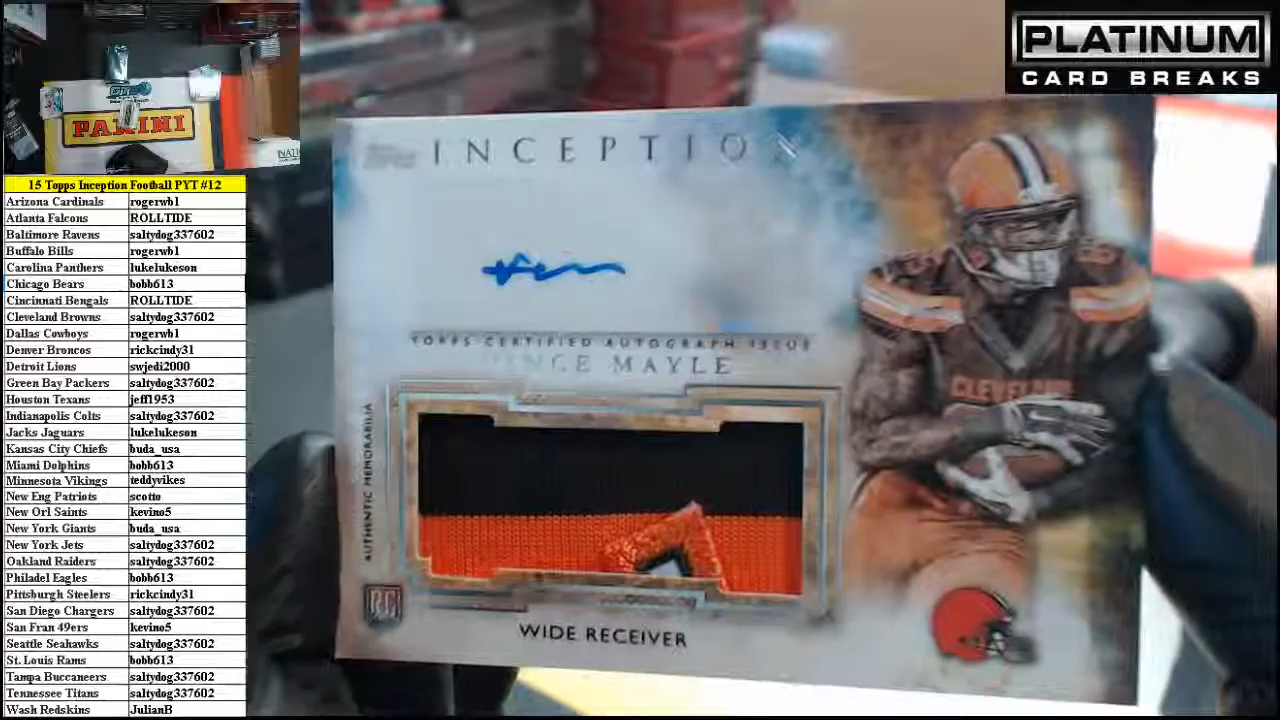 PLATINUM
CARD BREAKS
PANINI
15 Topps Inception Football PYT #12
Arizona Cardinals rogerwb1
Atlanta Falcons ROLLTIDE
Baltimore Ravens saltydog337602
Buffalo Bills rogerwb1
Carolina Panthers lukelukeson
Chicago Bears bobb613
Cincinnati Bengals ROLLTIDE
Cleveland Browns saltydog337602
Dallas Cowboys rogerwb1
Denver Broncos rickcindy31
Detroit Lions swjedi2000
Green Bay Packers saltydog337602
Houston Texans jeff1953
Indianapolis Colts saltydog337602
Jacks Jaguars lukelukeson
Kansas City Chiefs buda_usa
Miami Dolphins bobb613
Minnesota Vikings teddyvikes
New Eng Patriots scotto
New Orl Saints kevino5
New York Giants buda_usa
New York Jets saltydog337602
Oakland Raiders saltydog337602
Philadel Eagles bobb613
Pittsburgh Steelers rickcindy31
San Diego Chargers saltydog337602
San Fran 49ers kevino5
Seattle Seahawks saltydog337602
St. Louis Rams bobb613
Tampa Buccaneers saltydog337602
Tennessee Titans saltydog337602
Wash Redskins JulianB
Topps INCEPTION
TOPPS CERTIFIED AUTOGRAPH ISSUE
MAYLE
AUTHENTIC MEMORABILIA
RC
WIDE RECEIVER
CLEVELAND